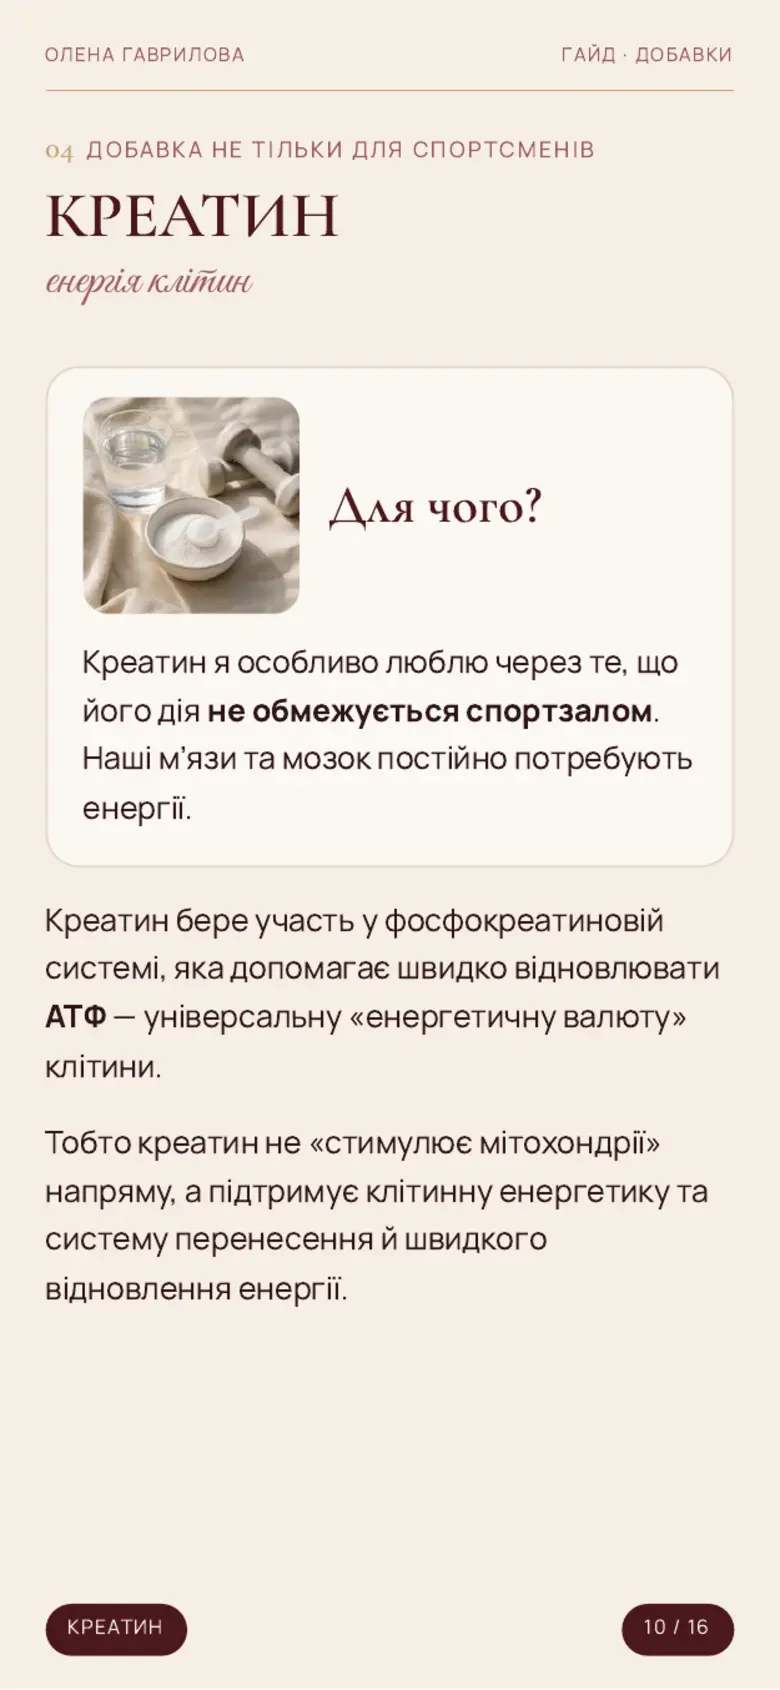 ОЛЕНА ГАВРИЛОВА
ГАЙД · ДОБАВКИ
04 ДОБАВКА НЕ ТІЛЬКИ ДЛЯ СПОРТСМЕНІВ
КРЕАТИН
енергія клітин
Для чого?
Креатин я особливо люблю через те, що
його дія не обмежується спортзалом.
Наші м’язи та мозок постійно потребують
енергії.
Креатин бере участь у фосфокреатиновій
системі, яка допомагає швидко відновлювати
АТФ — універсальну «енергетичну валюту»
клітини.
Тобто креатин не «стимулює мітохондрії»
напряму, а підтримує клітинну енергетику та
систему перенесення й швидкого
відновлення енергії.
КРЕАТИН
10 / 16